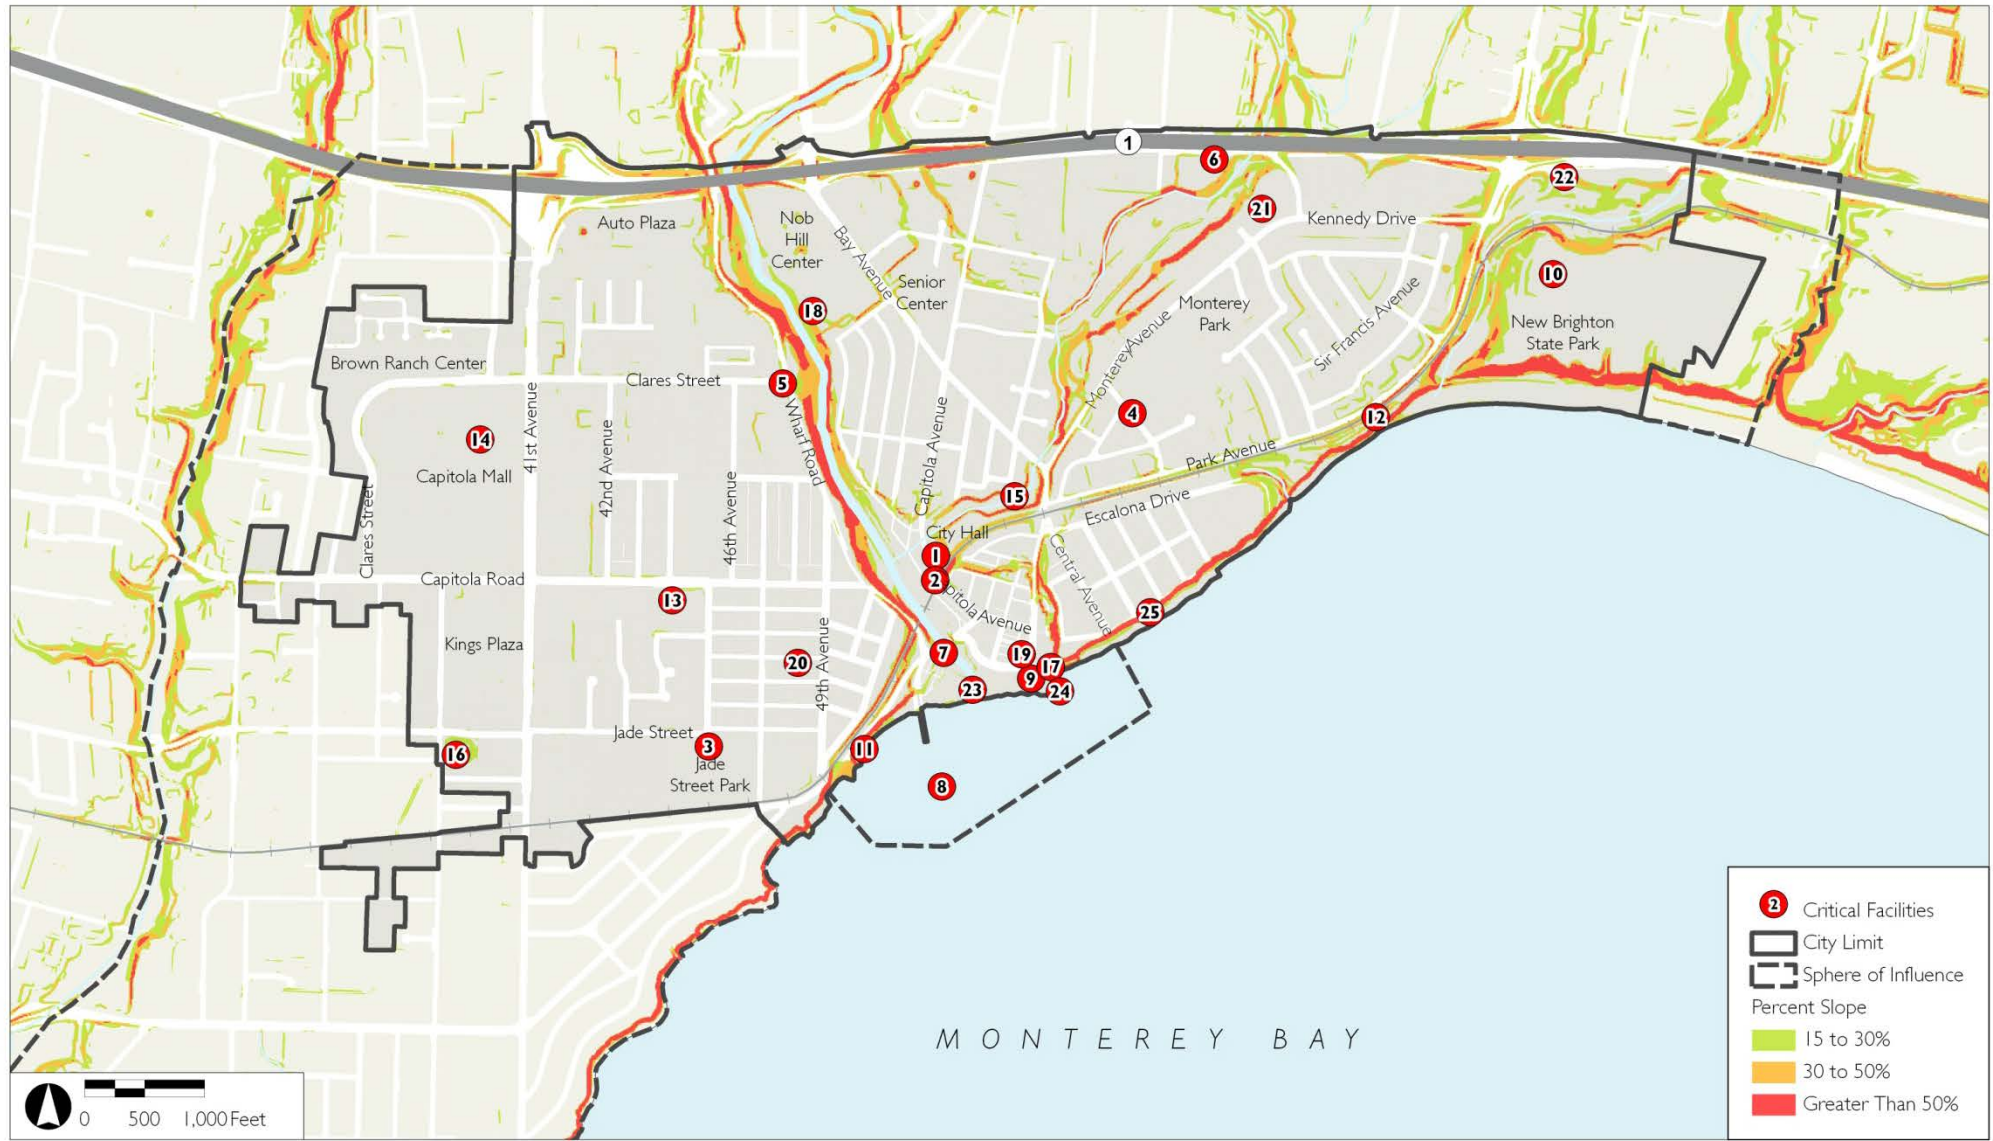 1
6
22
21
Auto Plaza
Nob
Hill
Center
Bay Avenue
Kennedy Drive
10
Senior
Center
18
Monterey
Park
Sir Francis Avenue
New Brighton
State Park
Brown Ranch Center
Clares Street
5
41st Avenue
Wharf Road
Capitola Avenue
Monterey Avenue
4
12
14
42nd Avenue
Capitola Mall
Park Avenue
46th Avenue
15
Escalona Drive
Clares Street
City Hall
1
Central Avenue
Capitola Road
2
13
pitola Avenue
25
Kings Plaza
49th Avenue
7
19
17
20
9
23
24
Jade Street
3
11
16
Jade
Street Park
8
MONTEREY BAY
2 Critical Facilities
City Limit
Sphere of Influence
Percent Slope
15 to 30%
30 to 50%
Greater Than 50%
0 500 1,000 Feet